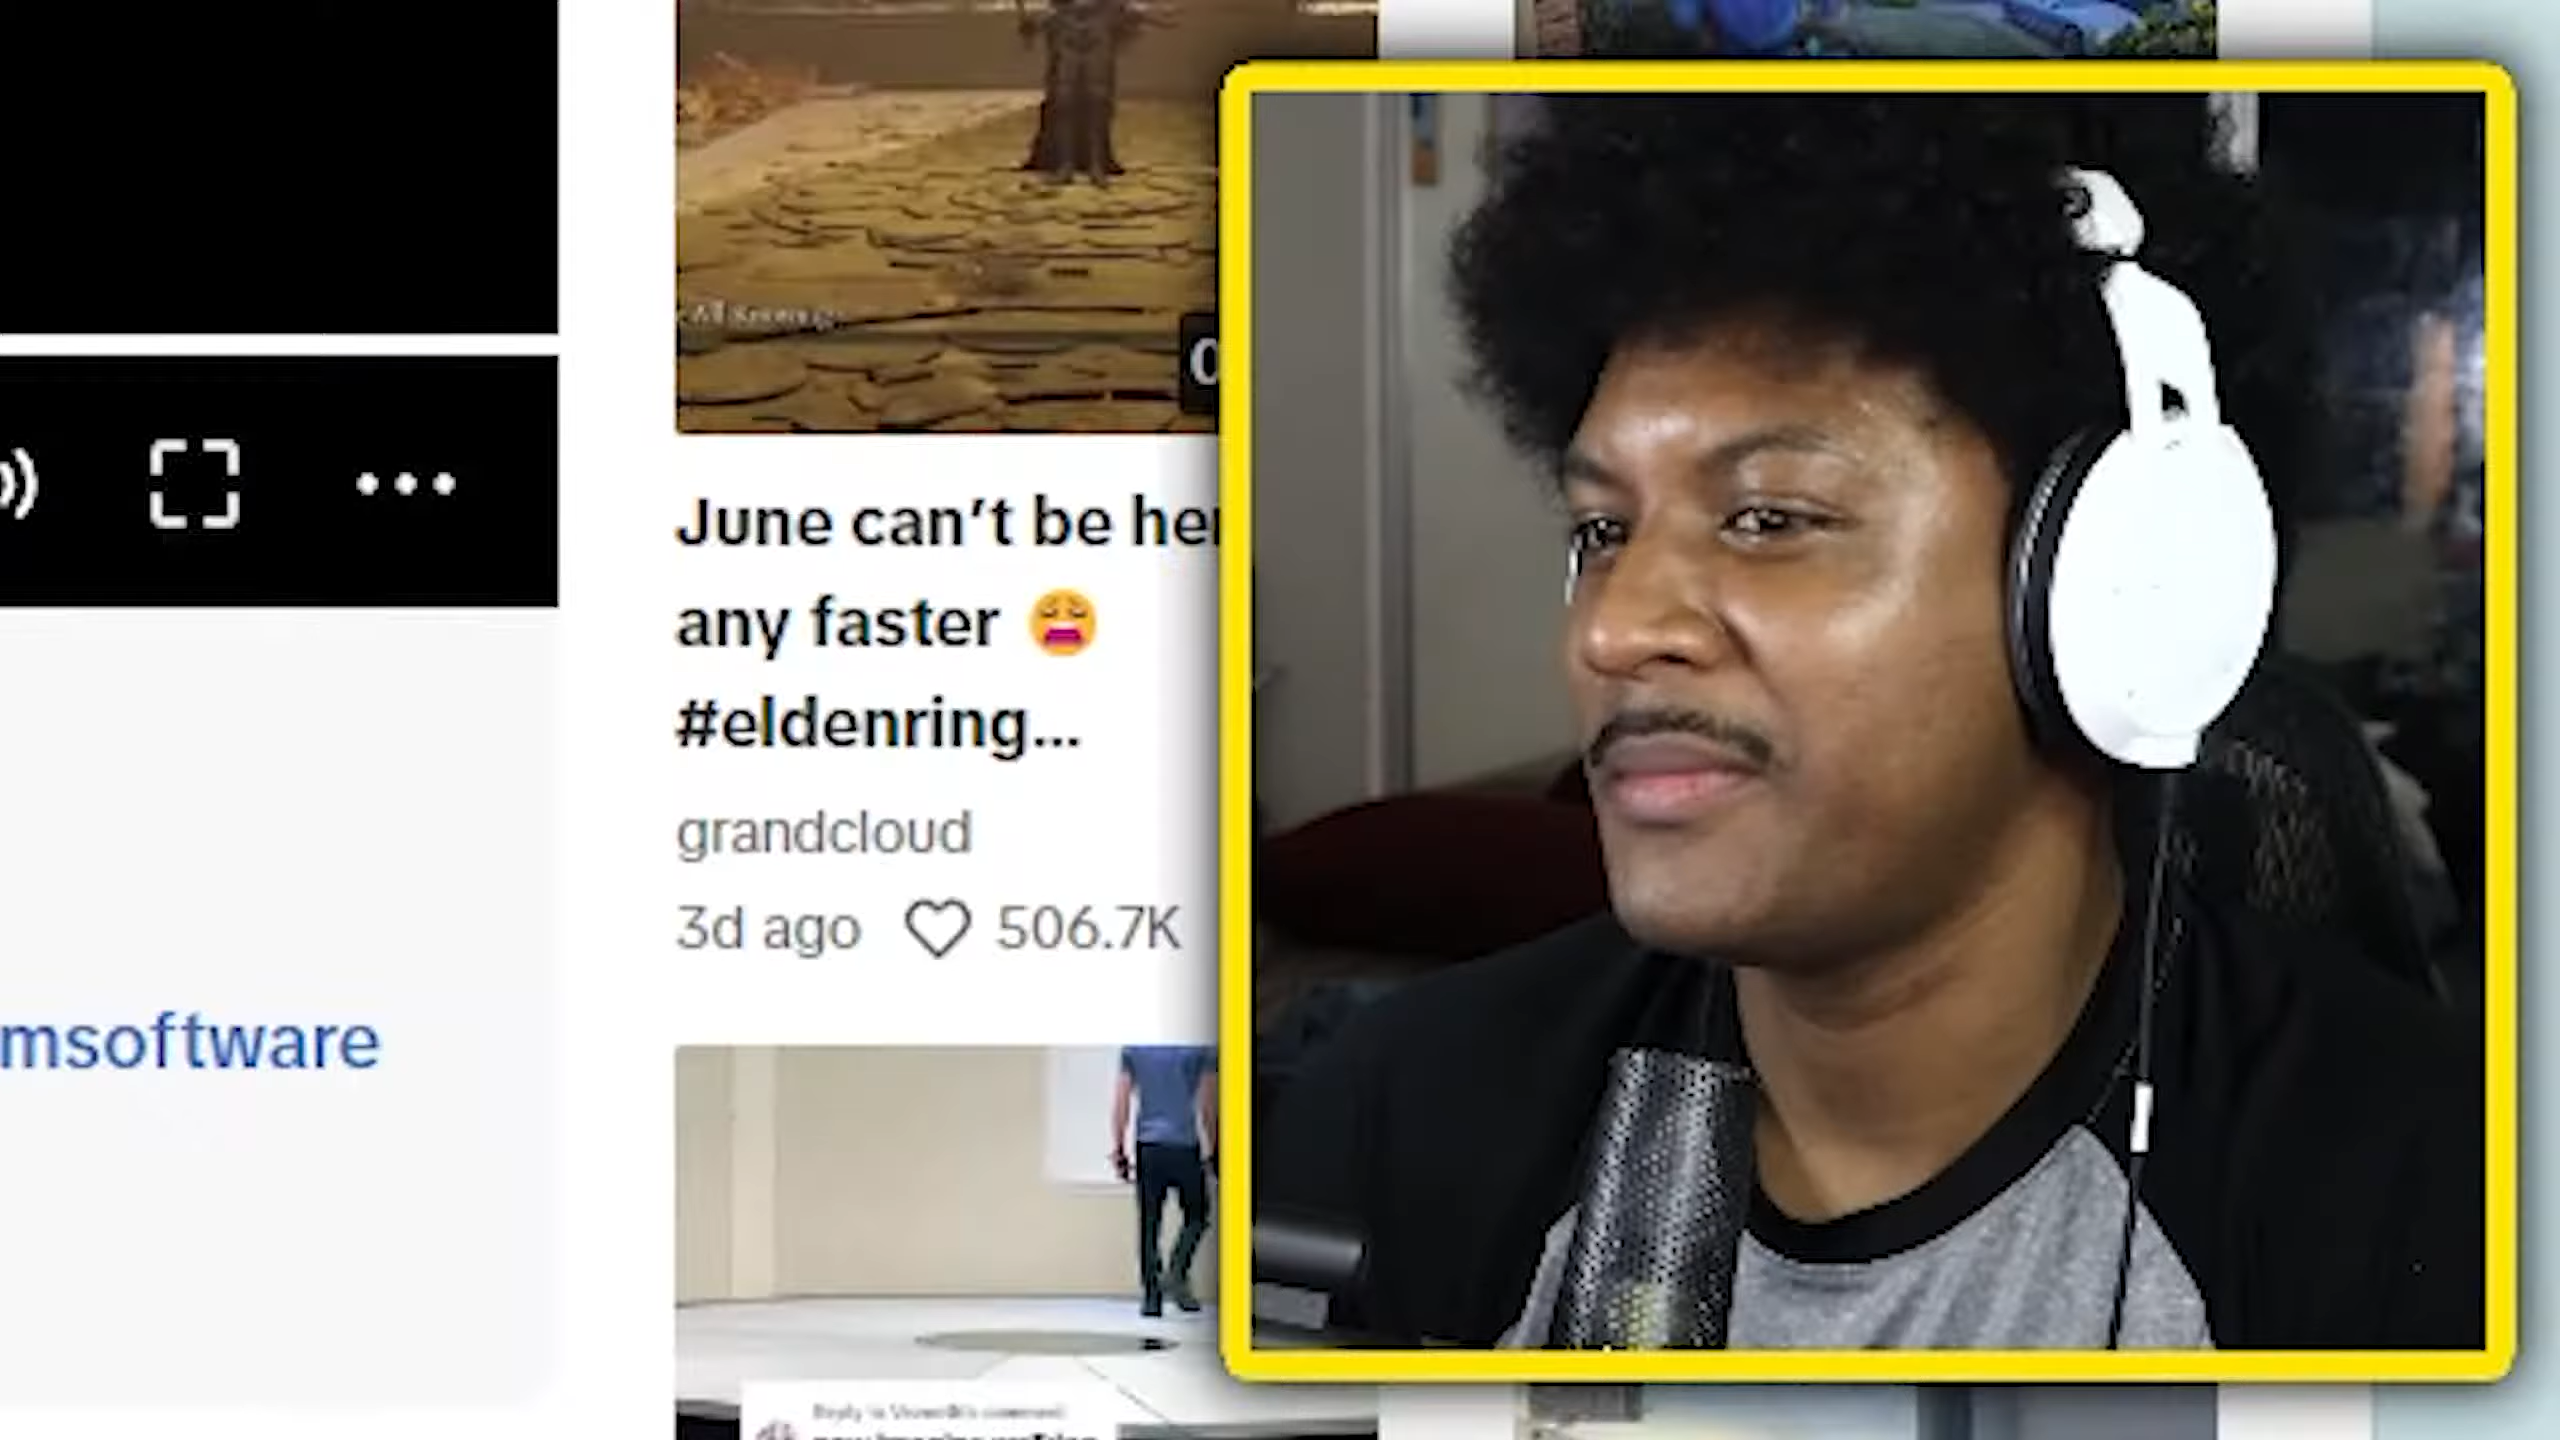 June can’t be her
any faster 😩
#eldenring...
grandcloud
3d ago 506.7K
msoftware